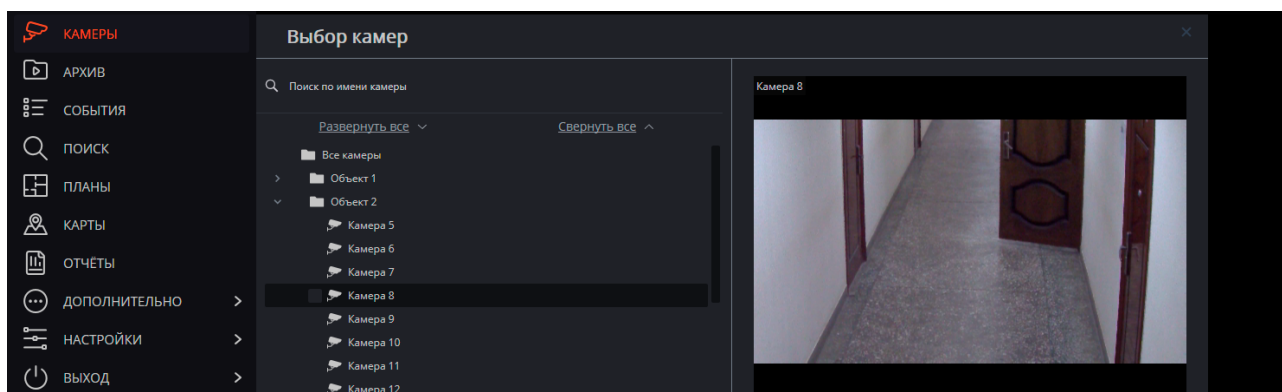 КАМЕРЫ
АРХИВ
СОБЫТИЯ
ПОИСК
ПЛАНЫ
КАРТЫ
ОТЧЁТЫ
ДОПОЛНИТЕЛЬНО
НАСТРОЙКИ
ВЫХОД
Выбор камер
Поиск по имени камеры
Развернуть все Свернуть все
Все камеры
Объект 1
Объект 2
Камера 5
Камера 6
Камера 7
Камера 8
Камера 9
Камера 10
Камера 11
Камера 12
Камера 8